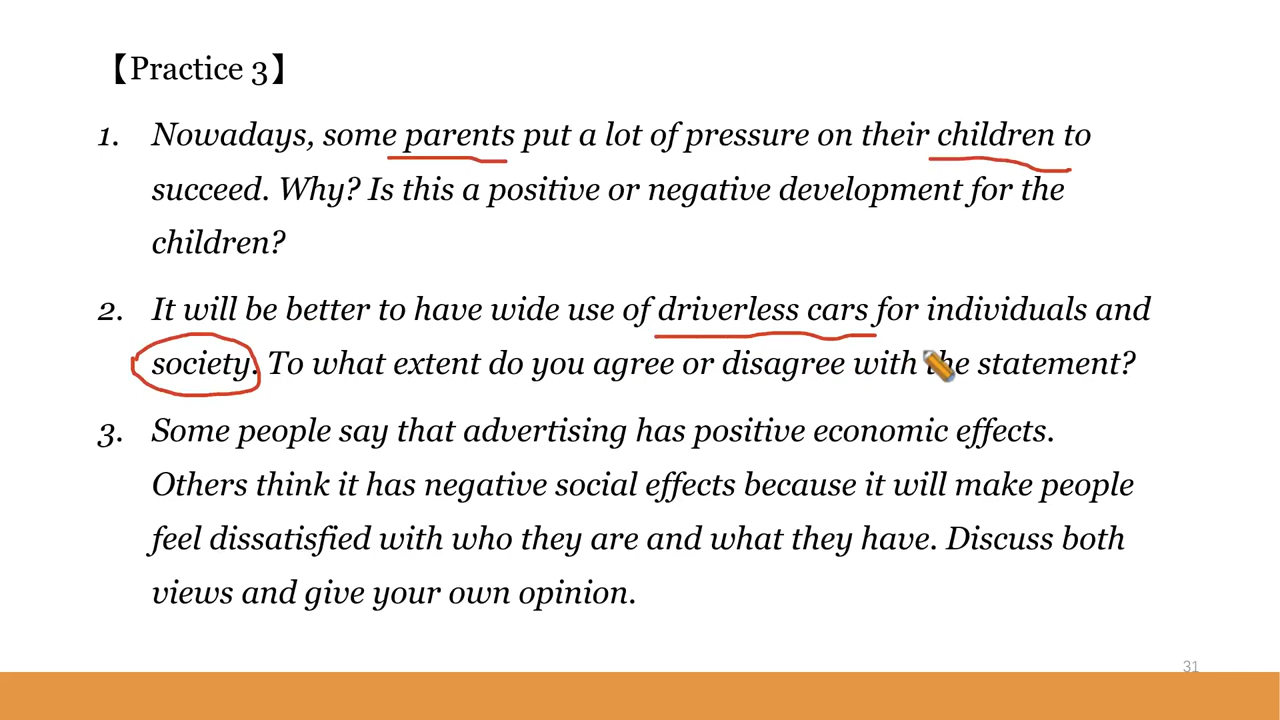 【Practice 3】
1. Nowadays, some parents put a lot of pressure on their children to
succeed. Why? Is this a positive or negative development for the
children?
2. It will be better to have wide use of driverless cars for individuals and
society. To what extent do you agree or disagree with the statement?
3. Some people say that advertising has positive economic effects.
Others think it has negative social effects because it will make people
feel dissatisfied with who they are and what they have. Discuss both
views and give your own opinion.
31